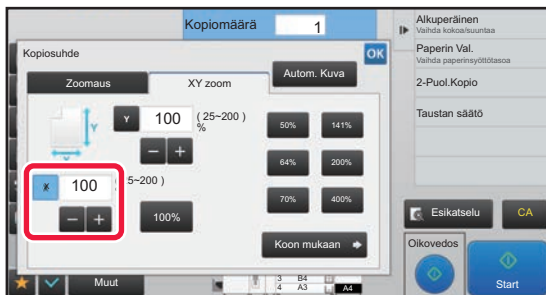 Kopiomäärä 1
Kopiosuhde
OK
Zoomaus
XY zoom
Autom. Kuva
Y
Y 100 ( 25~200 )
%
− +
X 100 5~200 )
− +
100%
50% 141%
64% 200%
70% 400%
Koon mukaan
Muut
3 B4
4 A3
A4
Alkuperäinen
Vaihda kokoa/suuntaa
Paperin Val.
Vaihda paperinsyöttötasoa
2-Puol.Kopio
Taustan säätö
Esikatselu
CA
Oikovedos
Start